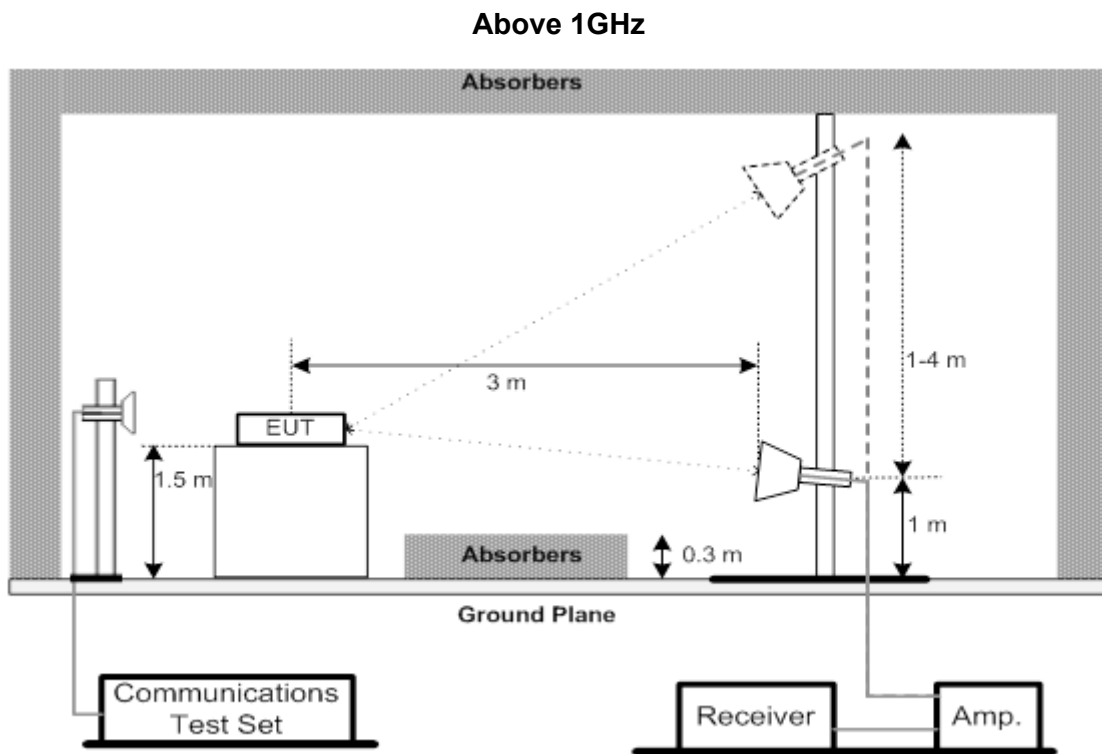 Above 1GHz
Absorbers
1-4 m
3 m
EUT
1.5 m
1 m
Absorbers
0.3 m
Ground Plane
Communications
Test Set
Receiver
Amp.